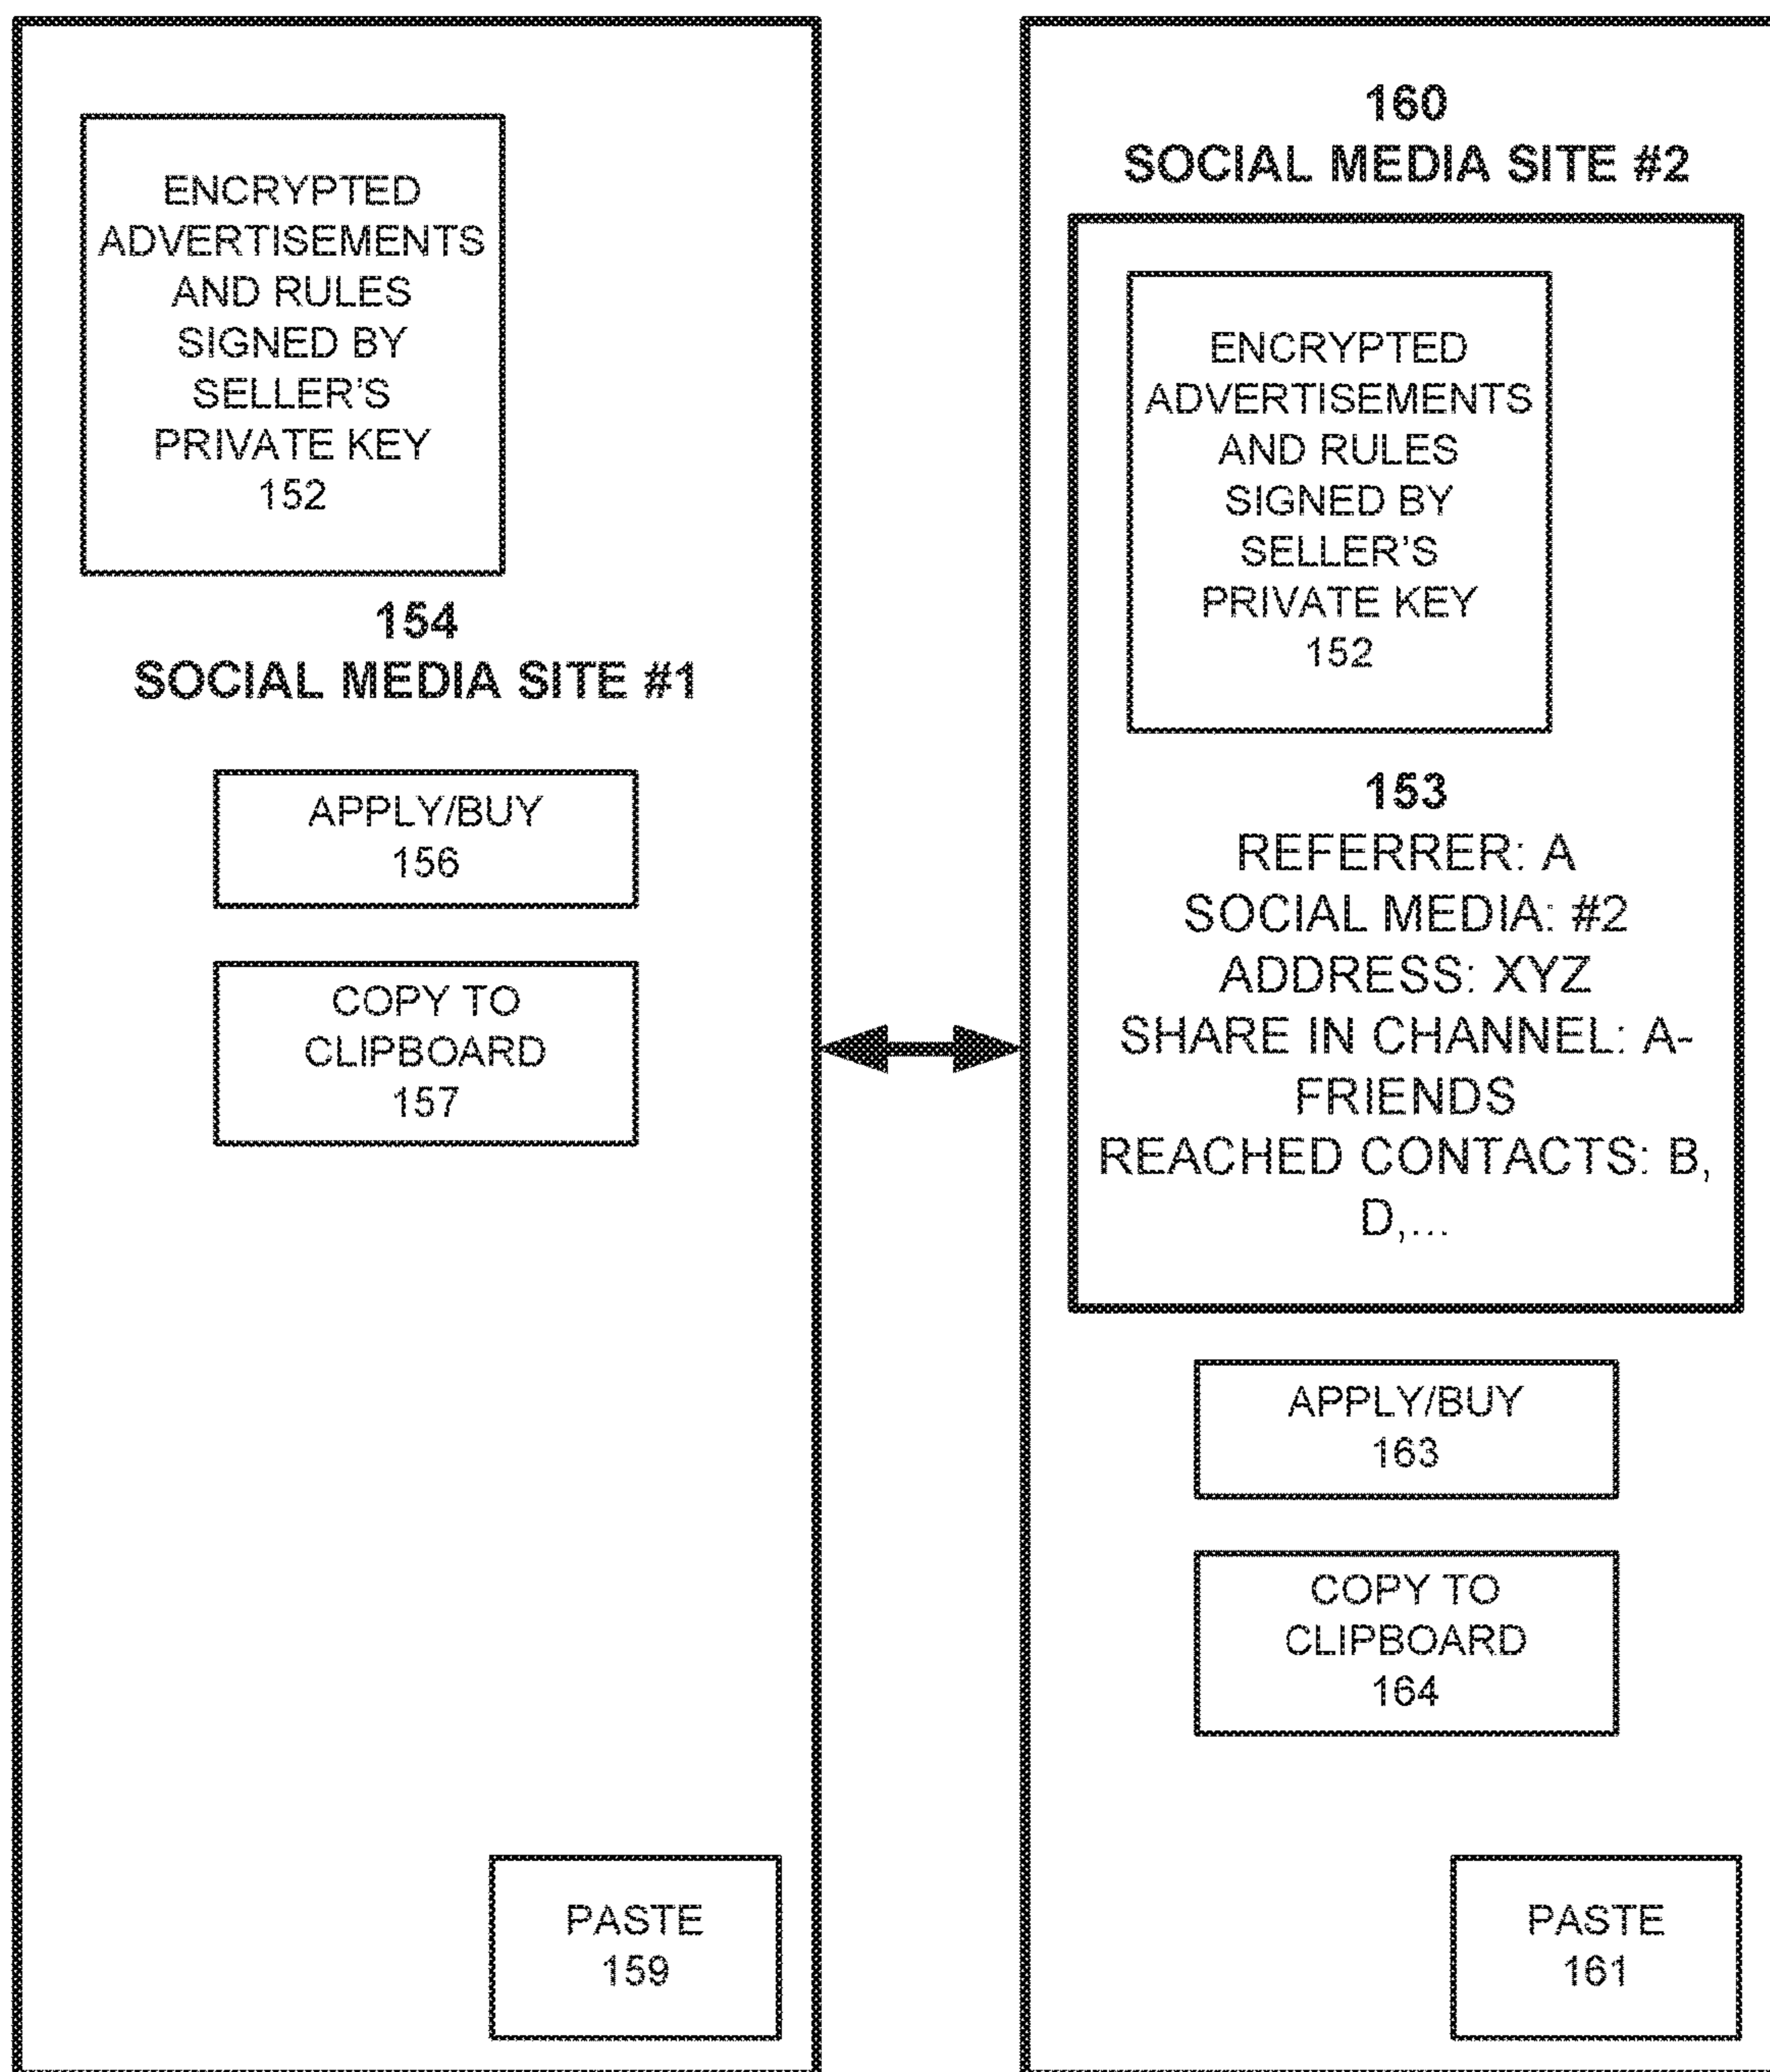 ENCRYPTED
ADVERTISEMENTS
AND RULES
SIGNED BY
SELLER'S
PRIVATE KEY
152
154
SOCIAL MEDIA SITE #1
APPLY/BUY
156
COPY TO
CLIPBOARD
157
PASTE
159
160
SOCIAL MEDIA SITE #2
ENCRYPTED
ADVERTISEMENTS
AND RULES
SIGNED BY
SELLER'S
PRIVATE KEY
152
153
REFERRER: A
SOCIAL MEDIA: #2
ADDRESS: XYZ
SHARE IN CHANNEL: A-
FRIENDS
REACHED CONTACTS: B,
D,...
APPLY/BUY
163
COPY TO
CLIPBOARD
164
PASTE
161